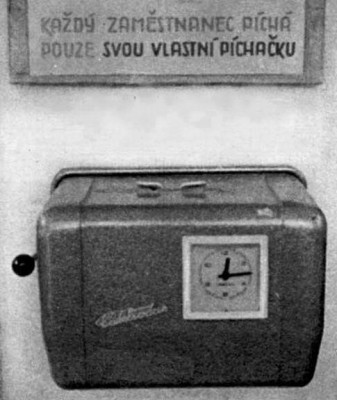 KAŽDÝ ZAMĚSTNANEC PÍCHÁ
POUZE SVOU VLASTNÍ PÍCHAČKU